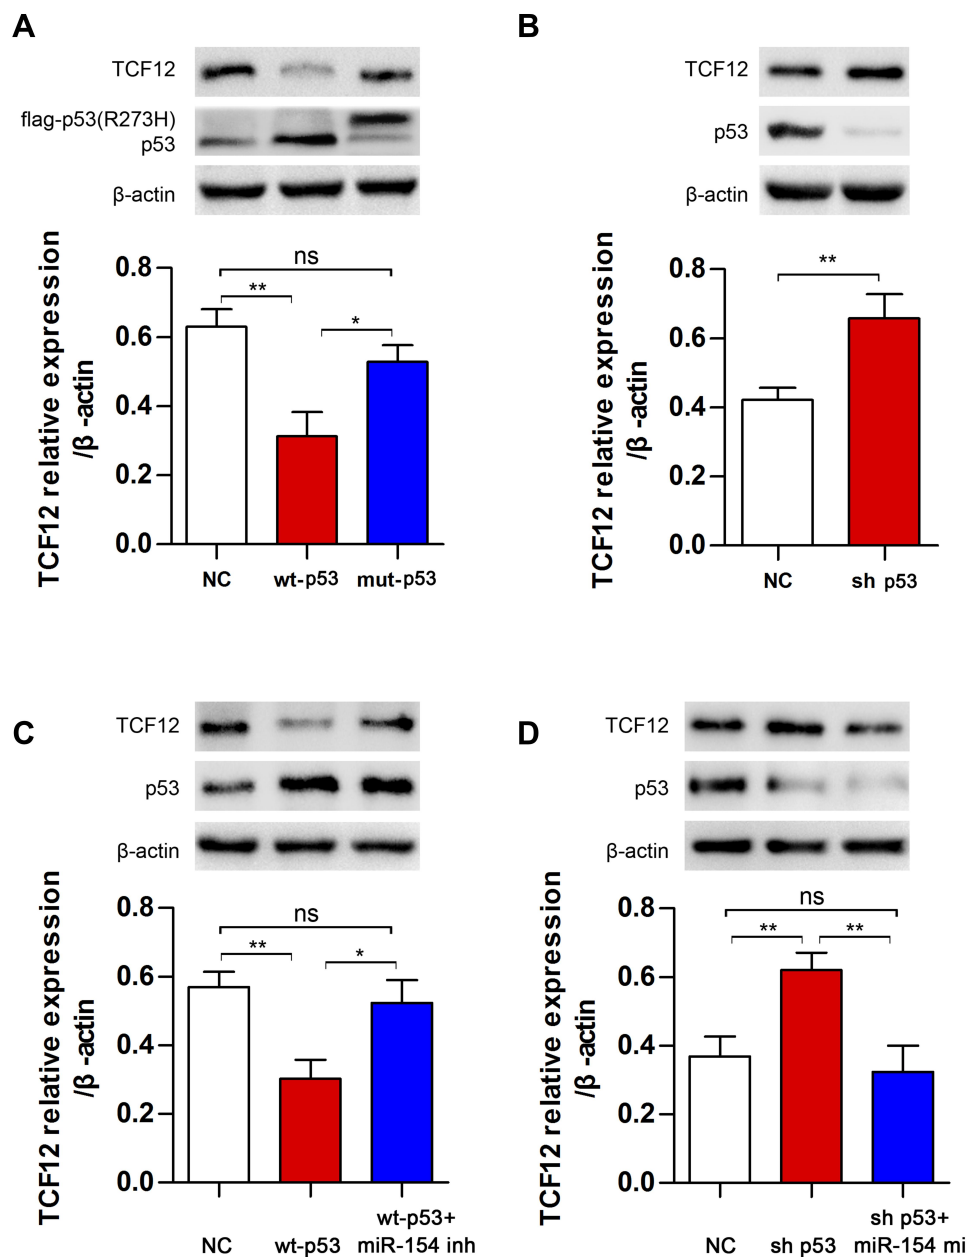 A
TCF12
flag-p53(R273H)
p53
β-actin
TCF12 relative expression
/β -actin
0.8
0.6
0.4
0.2
0.0
ns
**
*
NC
wt-p53
mut-p53
B
TCF12
p53
β-actin
TCF12 relative expression
/β -actin
0.8
0.6
0.4
0.2
0.0
**
NC
sh p53
C
TCF12
p53
β-actin
TCF12 relative expression
/β -actin
0.8
0.6
0.4
0.2
0.0
ns
**
*
NC
wt-p53
wt-p53+
miR-154 inh
D
TCF12
p53
β-actin
TCF12 relative expression
/β -actin
0.8
0.6
0.4
0.2
0.0
ns
**
**
NC
sh p53
sh p53+
miR-154 mi